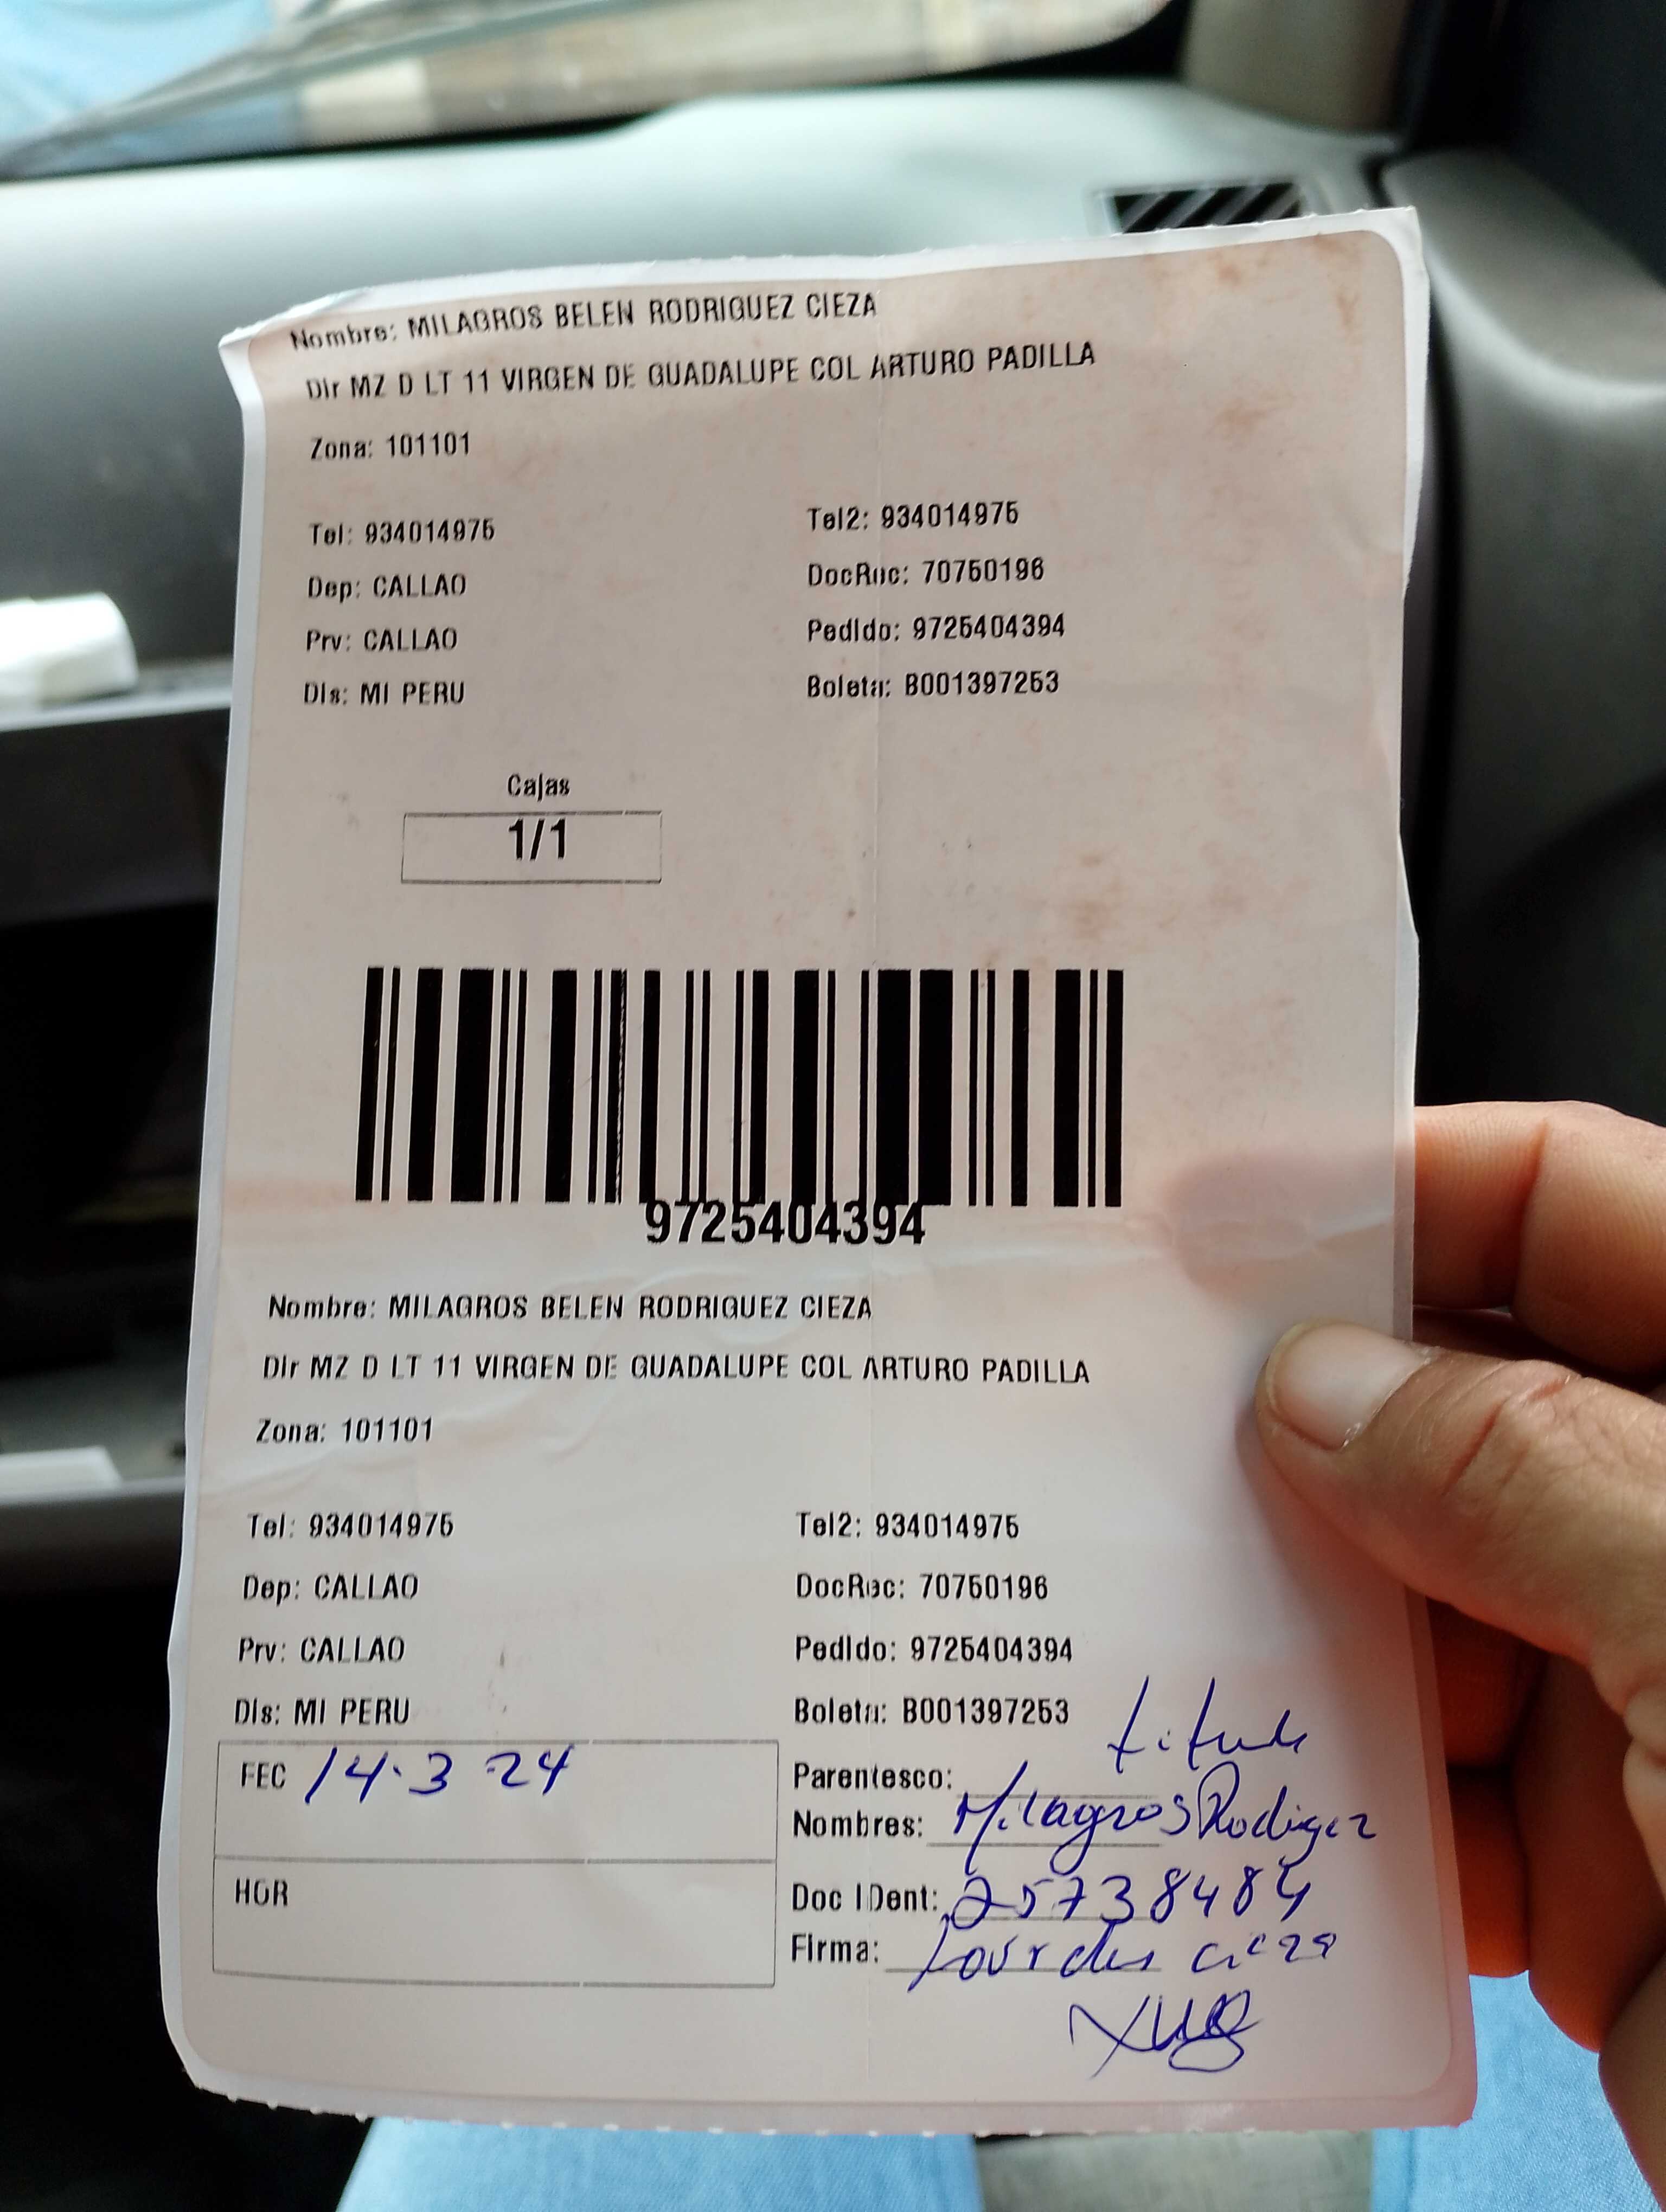 Nombre: MILAGROS BELEN RODRIGUEZ CIEZA
Dir MZ D LT 11 VIRGEN DE GUADALUPE COL ARTURO PADILLA
Zona: 101101
Tel: 934014975 Tel2: 934014975
Dep: CALLAO DocRec: 70750196
Prv: CALLAO Pedido: 9725404394
Dis: MI PERU Boleta: B001397253
Cajas
1/1
9725404394
Nombre: MILAGROS BELEN RODRIGUEZ CIEZA
Dir MZ D LT 11 VIRGEN DE GUADALUPE COL ARTURO PADILLA
Zona: 101101
Tel: 934014975 Tel2: 934014975
Dep: CALLAO DocRec: 70750196
Prv: CALLAO Pedido: 9725404394
Dis: MI PERU Boleta: B001397253
FEC 14.3 24
Parentesco:
Nombres: Milagros Rodiguez
HOR
Doc IDent: 25738484
Firma: Lourdes cieza